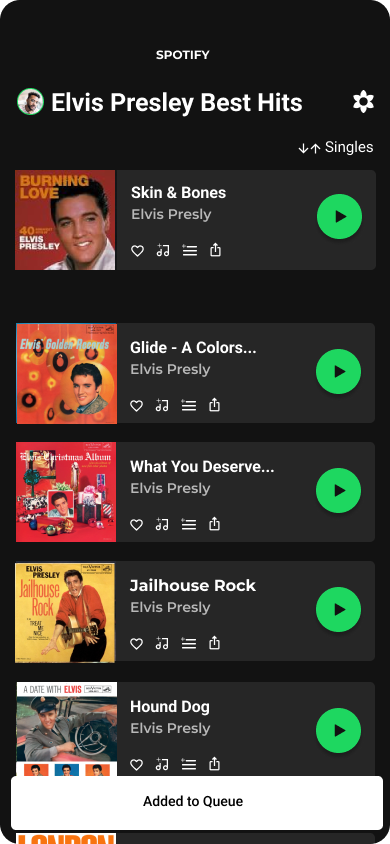 SPOTIFY
Elvis Presley Best Hits
Singles
BURNING
LOVE
40
ELVIS
PRESLEY
Skin & Bones
Elvis Presly
Elvis' Golden Records
Glide - A Colors...
Elvis Presly
Elvis' Christmas Album
What You Deserve...
Elvis Presly
ELVIS
PRESLEY
Jailhouse
Rock
TREAT
ME
NICE
Jailhouse Rock
Elvis Presly
A DATE WITH ELVIS
Hound Dog
Elvis Presly
Added to Queue
LONDON